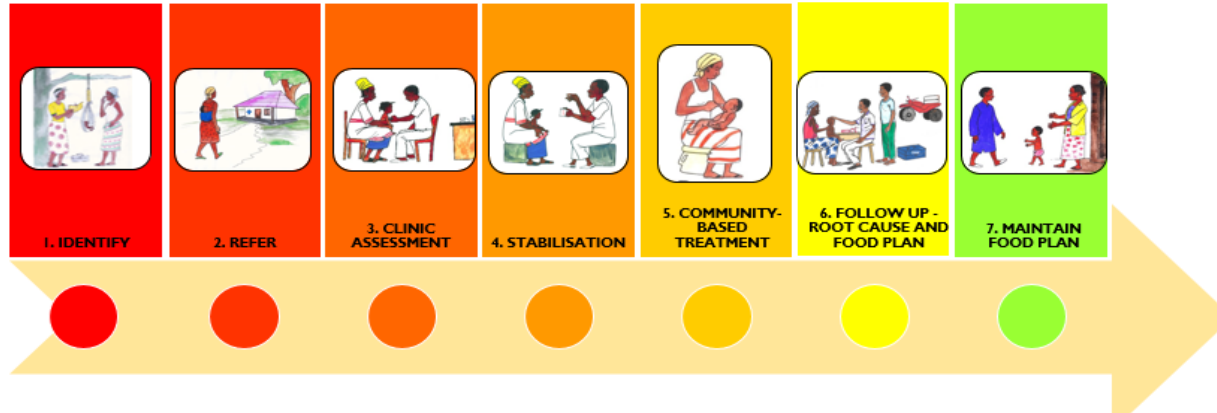 1. IDENTIFY
2. REFER
3. CLINIC
ASSESSMENT
4. STABILISATION
5. COMMUNITY-
BASED
TREATMENT
6. FOLLOW UP -
ROOT CAUSE AND
FOOD PLAN
7. MAINTAIN
FOOD PLAN